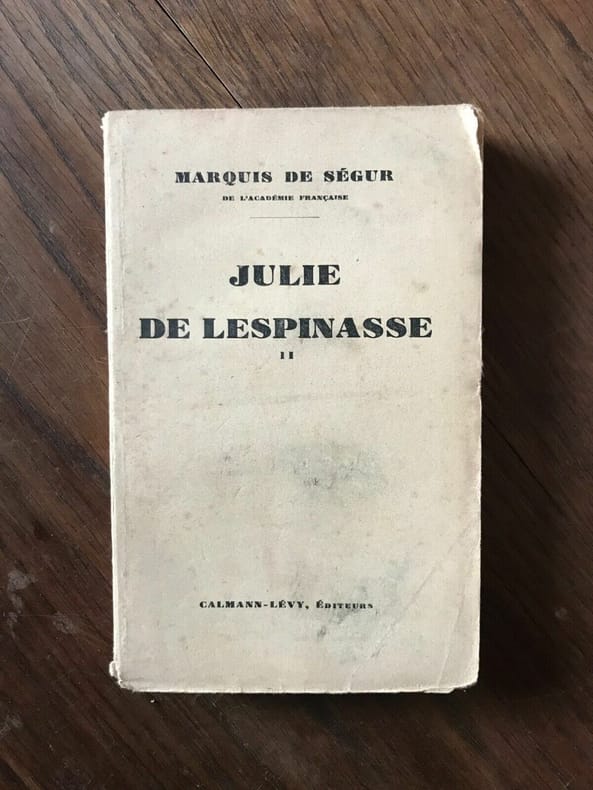 MARQUIS DE SÉGUR
DE L'ACADÉMIE FRANÇAISE
JULIE
DE LESPINASSE
II
CALMANN-LÉVY, ÉDITEURS